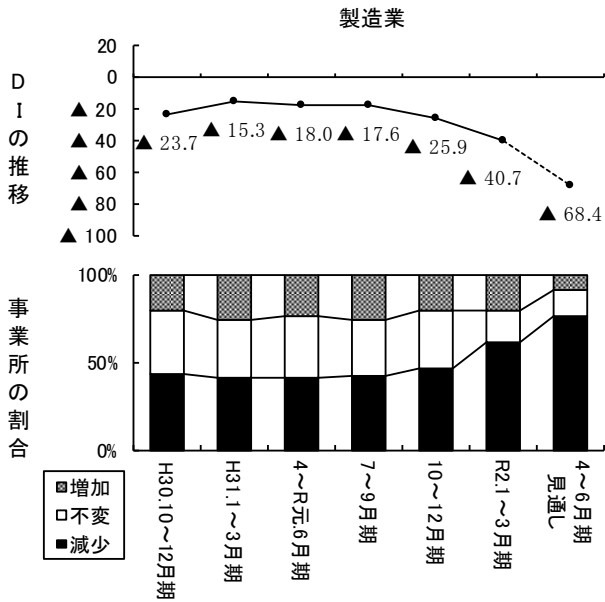 製造業
DIの推移
20
0
▲ 20
▲ 40
▲ 60
▲ 80
▲ 100
▲ 23.7
▲ 15.3
▲ 18.0
▲ 17.6
▲ 25.9
▲ 40.7
▲ 68.4
事業所の割合
100%
50%
0%
増加
不変
減少
H30.10～12月期
H31.1～3月期
4～R元.6月期
7～9月期
10～12月期
R2.1～3月期
4～6月期
見通し